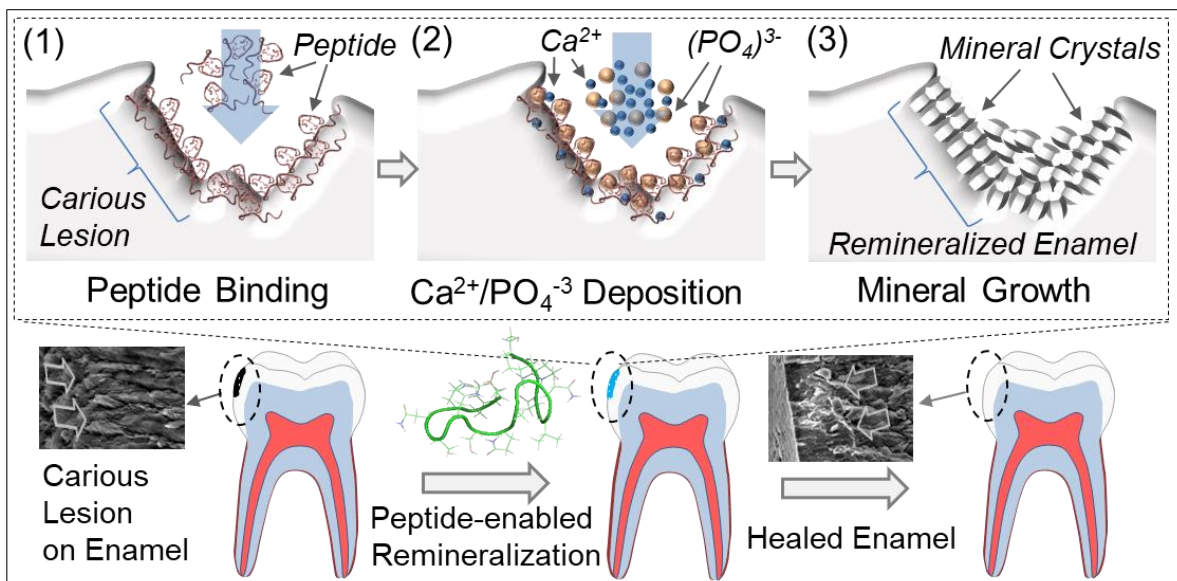 (1)
Peptide
(2)
Ca²⁺
(PO₄)³⁻
(3)
Mineral Crystals
Carious
Lesion
Remineralized Enamel
Peptide Binding
Ca²⁺/PO₄⁻³ Deposition
Mineral Growth
Carious
Lesion
on Enamel
Peptide-enabled
Remineralization
Healed Enamel